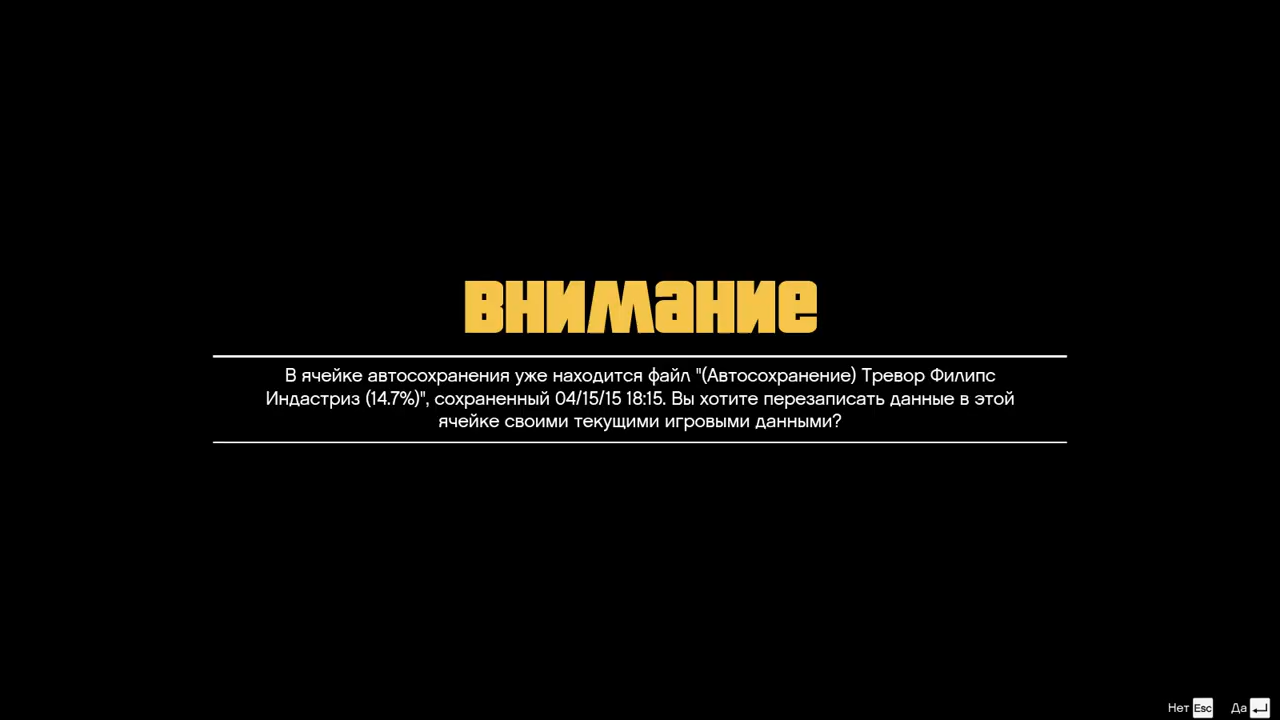 внимание
В ячейке автосохранения уже находится файл "(Автосохранение) Тревор Филипс
Индастриз (14.7%)", сохраненный 04/15/15 18:15. Вы хотите перезаписать данные в этой
ячейке своими текущими игровыми данными?
Нет Esc Да